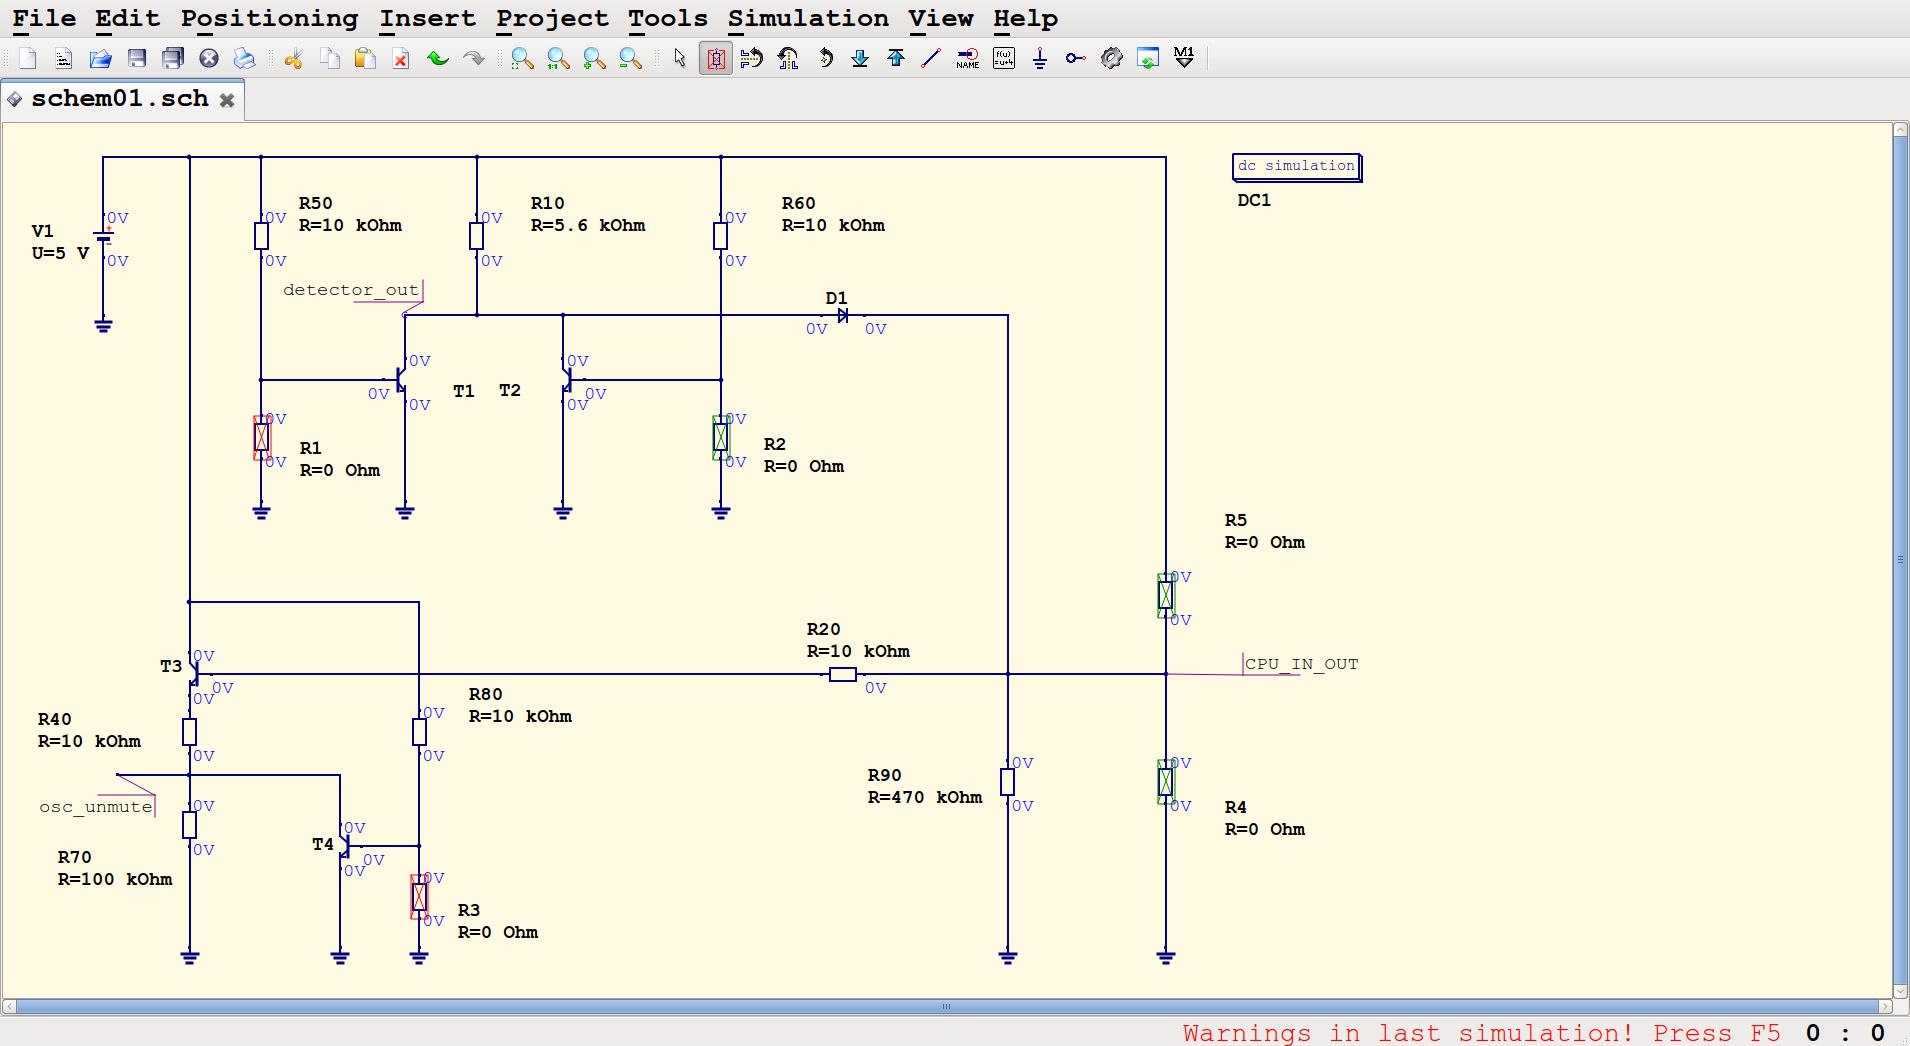 File Edit Positioning Insert Project Tools Simulation View Help
NAME
f(u)
=u+4
M1
schem01.sch
dc simulation
DC1
V1
U=5 V
0V
0V
R50
R=10 kOhm
0V
0V
R10
R=5.6 kOhm
0V
0V
R60
R=10 kOhm
0V
0V
detector_out
D1
0V 0V
0V
0V
0V
T1
T2
0V
0V
0V
0V
0V
R1
R=0 Ohm
0V
0V
R2
R=0 Ohm
R5
R=0 Ohm
0V
0V
T3
0V
0V
0V
R20
R=10 kOhm
0V
CPU_IN_OUT
R40
R=10 kOhm
0V
R80
R=10 kOhm
0V
0V
osc_unmute
0V
0V
R70
R=100 kOhm
T4
0V
0V
0V
0V
0V
R3
R=0 Ohm
R90
R=470 kOhm
0V
0V
0V
0V
R4
R=0 Ohm
Warnings in last simulation! Press F5 0 : 0